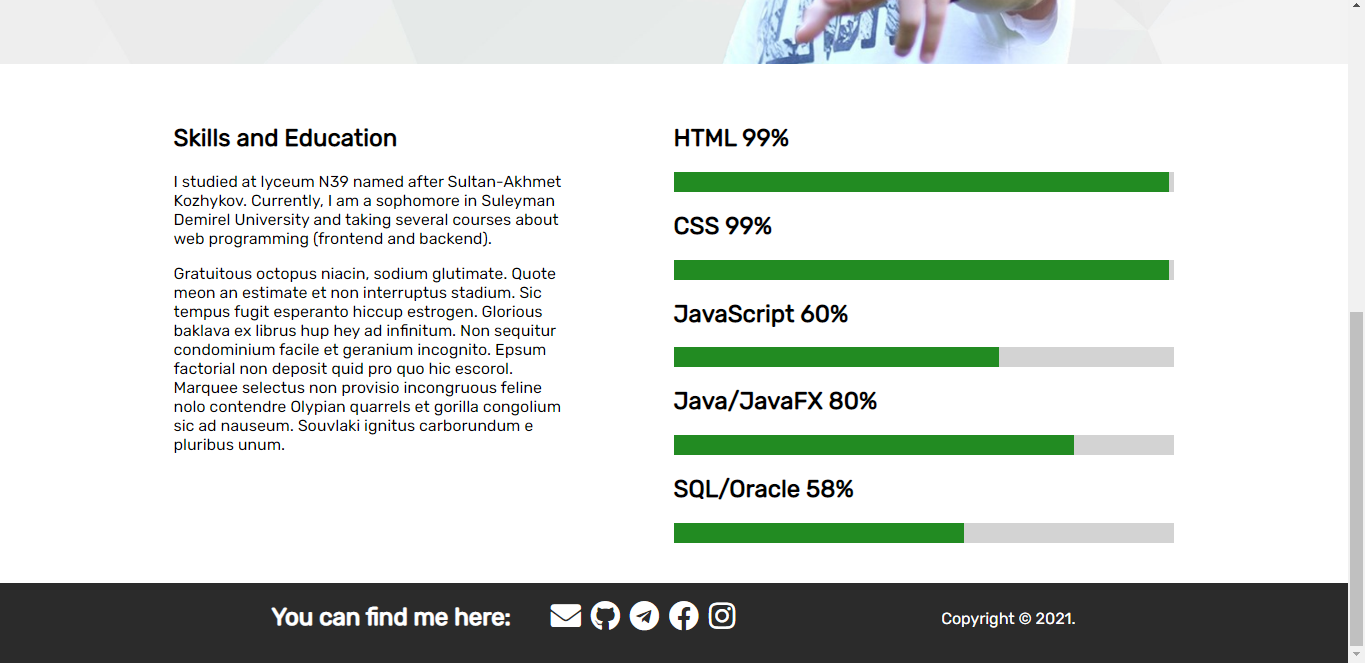 Skills and Education
I studied at lyceum N39 named after Sultan-Akhmet
Kozhykov. Currently, I am a sophomore in Suleyman
Demirel University and taking several courses about
web programming (frontend and backend).
Gratuitous octopus niacin, sodium glutimate. Quote
meon an estimate et non interruptus stadium. Sic
tempus fugit esperanto hiccup estrogen. Glorious
baklava ex librus hup hey ad infinitum. Non sequitur
condominium facile et geranium incognito. Epsum
factorial non deposit quid pro quo hic escorol.
Marquee selectus non provisio incongruous feline
nolo contendre Olypian quarrels et gorilla congolium
sic ad nauseum. Souvlaki ignitus carborundum e
pluribus unum.
HTML 99%
CSS 99%
JavaScript 60%
Java/JavaFX 80%
SQL/Oracle 58%
You can find me here:
Copyright © 2021.